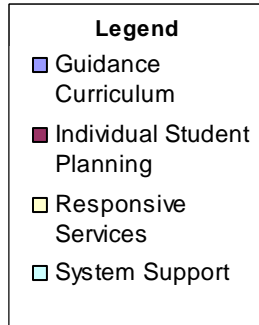 Legend
Guidance
Curriculum
Individual Student
Planning
Responsive
Services
System Support